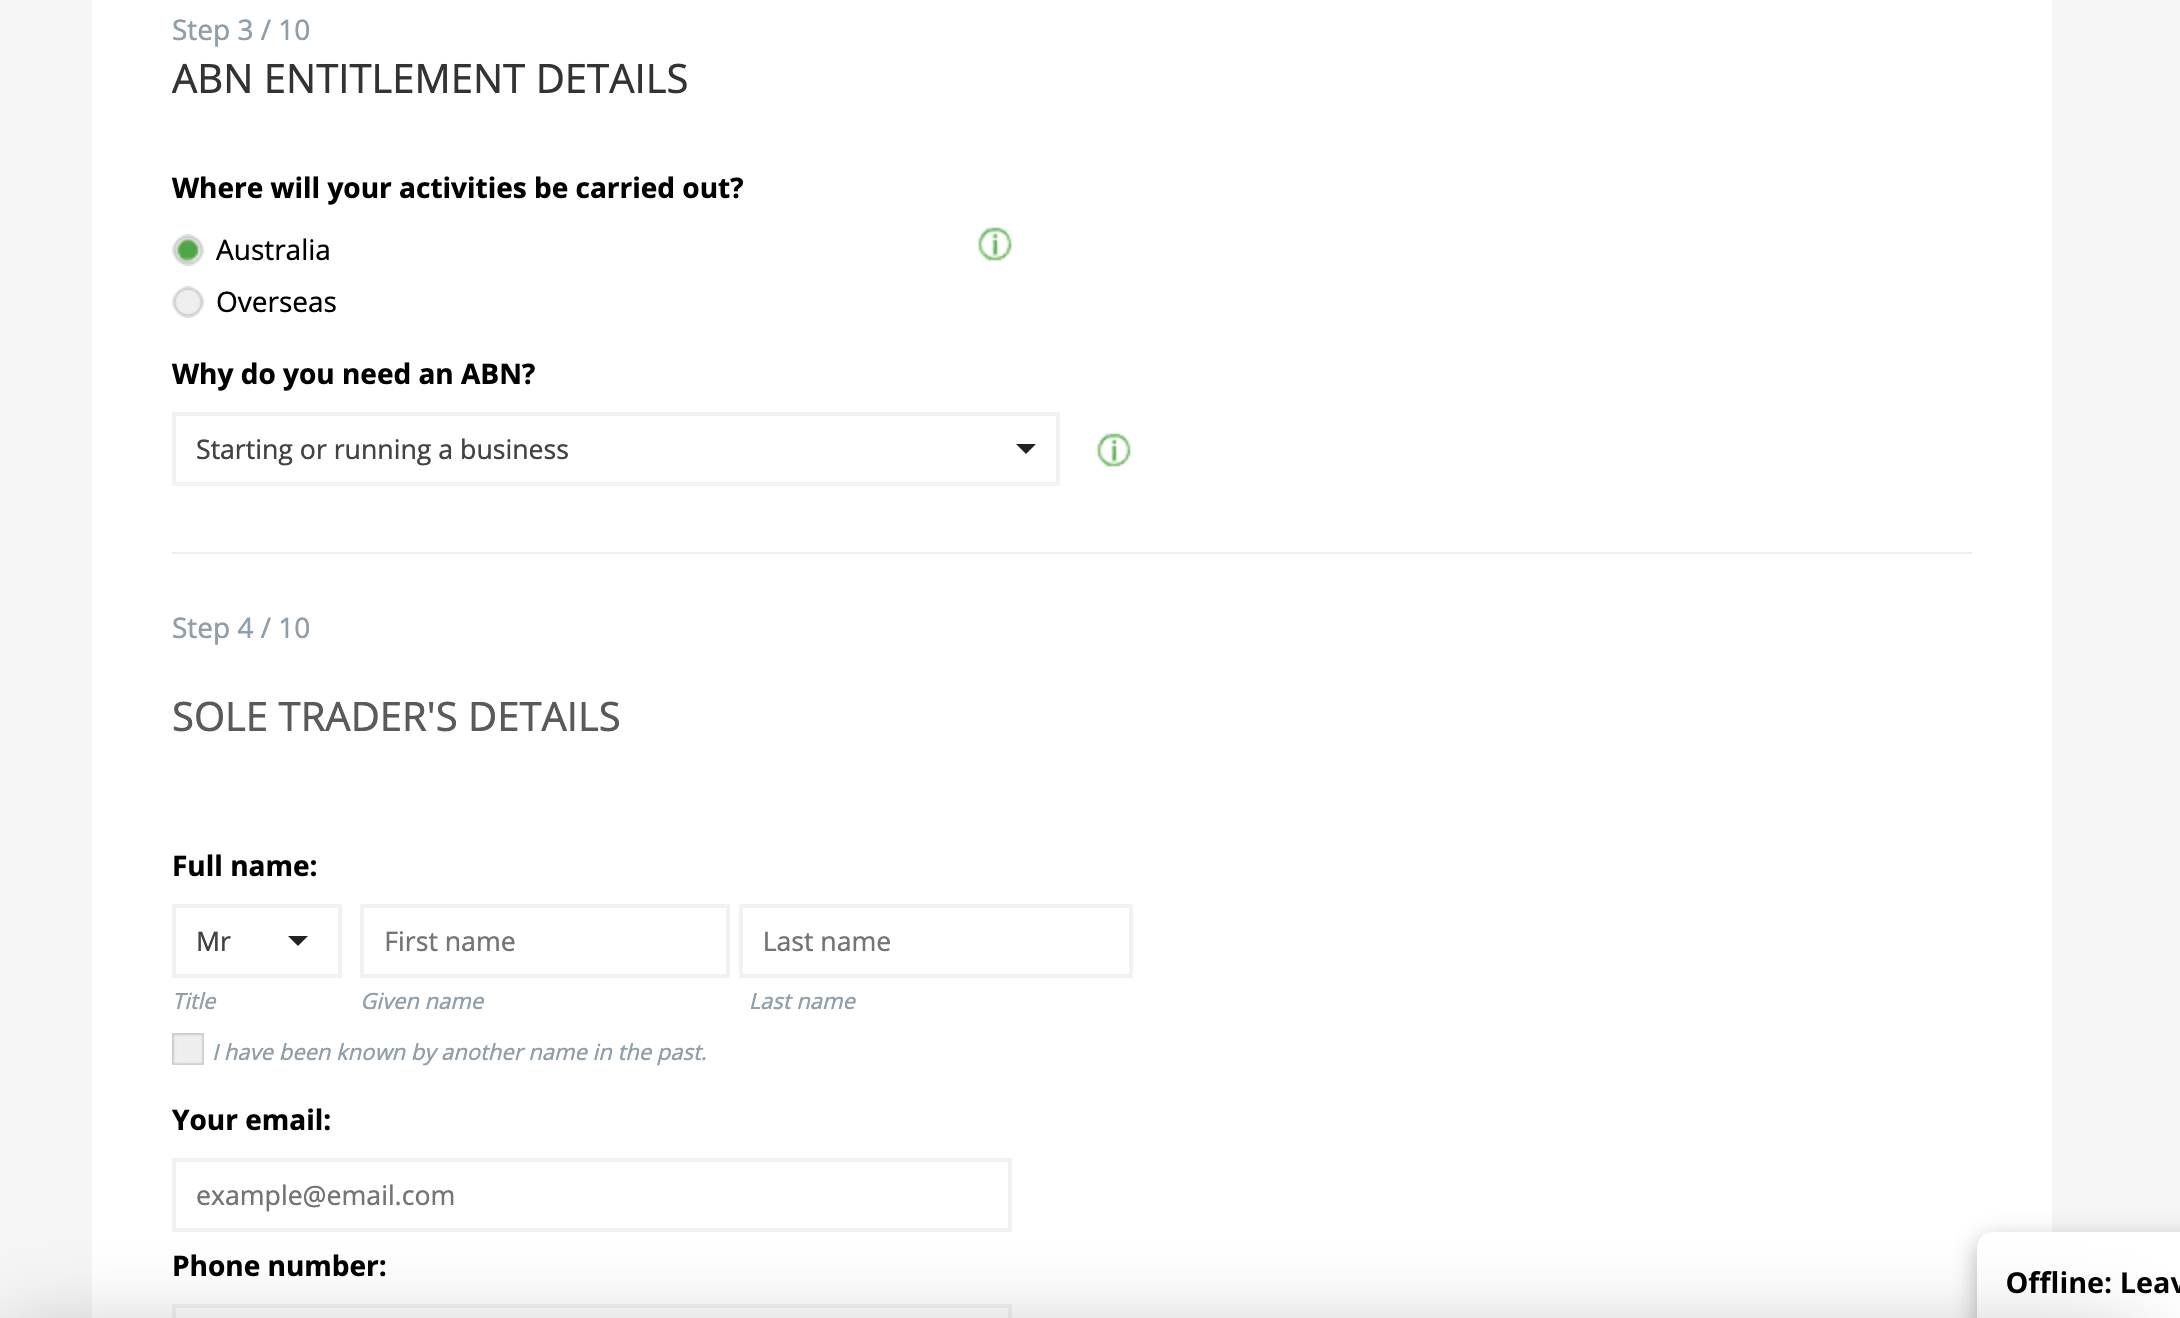 Step 3 / 10
ABN ENTITLEMENT DETAILS
Where will your activities be carried out?
Australia
Overseas
Why do you need an ABN?
Starting or running a business
Step 4 / 10
SOLE TRADER'S DETAILS
Full name:
Mr First name Last name
Title Given name Last name
I have been known by another name in the past.
Your email:
example@email.com
Phone number:
Offline: Leav